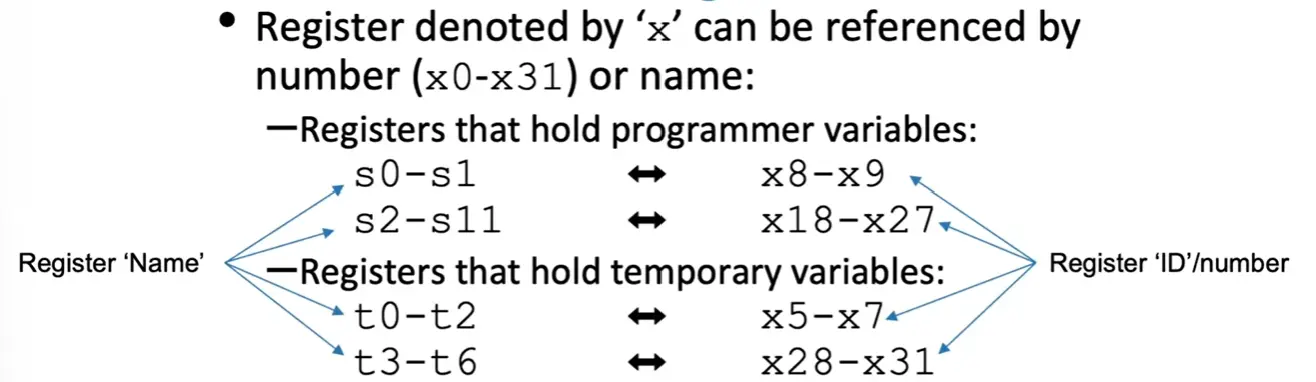 • Register denoted by ‘x’ can be referenced by
number (x0-x31) or name:
—Registers that hold programmer variables:
s0-s1 ↔ x8-x9
s2-s11 ↔ x18-x27
Register ‘Name’
Register ‘ID’/number
—Registers that hold temporary variables:
t0-t2 ↔ x5-x7
t3-t6 ↔ x28-x31